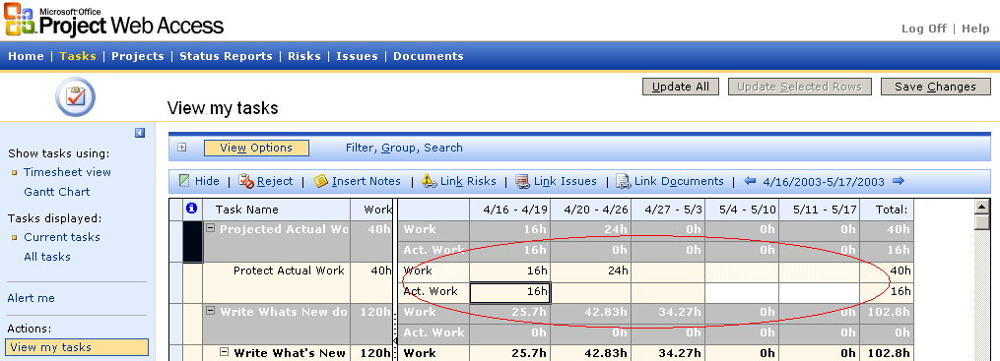 Microsoft Office
Project Web Access
Log Off | Help
Home | Tasks | Projects | Status Reports | Risks | Issues | Documents
View my tasks
Update All
Update Selected Rows
Save Changes
Show tasks using:
Timesheet view
Gantt Chart
Tasks displayed:
Current tasks
All tasks
Alert me
Actions:
View my tasks
View Options
Filter, Group, Search
Hide | Reject | Insert Notes | Link Risks | Link Issues | Link Documents | 4/16/2003-5/17/2003
Task Name Work 4/16 - 4/19 4/20 - 4/26 4/27 - 5/3 5/4 - 5/10 5/11 - 5/17 Total:
Projected Actual Wo 40h Work 16h 24h 0h 0h 0h 40h
Act. Work 16h 0h 0h 0h 0h 16h
Protect Actual Work 40h Work 16h 24h 40h
Act. Work 16h 16h
Write Whats New do 120h Work 25.7h 42.83h 34.27h 0h 0h 102.8h
Act. Work 0h 0h 0h 0h 0h 0h
Write What's New 120h Work 25.7h 42.83h 34.27h 0h 0h 102.8h